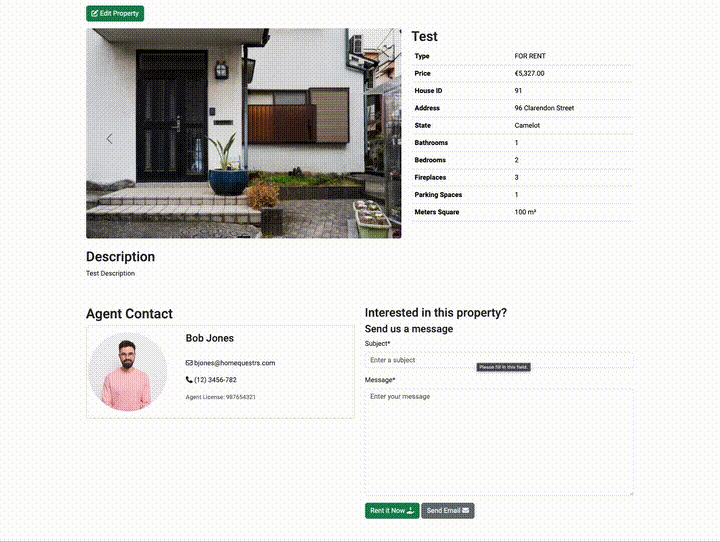 Edit Property
Test
Type FOR RENT
Price €5,327.00
House ID 91
Address 96 Clarendon Street
State Camelot
Bathrooms 1
Bedrooms 2
Fireplaces 3
Parking Spaces 1
Meters Square 100 m²
Description
Test Description
Agent Contact
Bob Jones
bjones@homequestrs.com
(12) 3456-782
Agent License: 987654321
Interested in this property?
Send us a message
Subject*
Enter a subject
Please fill in this field.
Message*
Enter your message
Rent it Now
Send Email